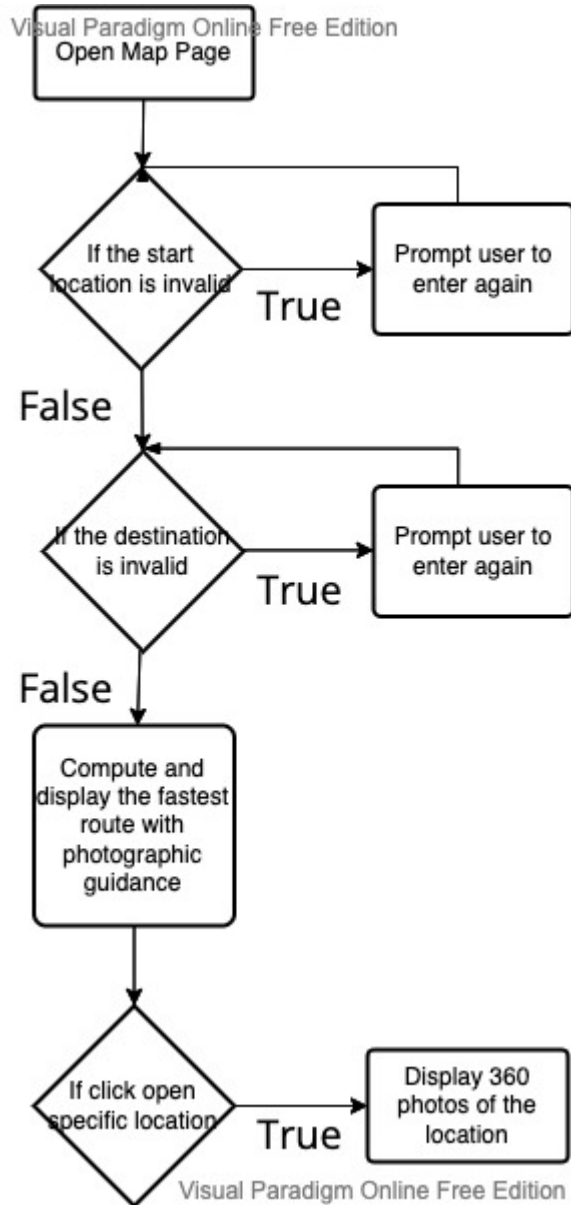 Visual Paradigm Online Free Edition
Open Map Page
If the start
location is invalid
True
Prompt user to
enter again
False
If the destination
is invalid
True
Prompt user to
enter again
False
Compute and
display the fastest
route with
photographic
guidance
If click open
specific location
True
Display 360
photos of the
location
Visual Paradigm Online Free Edition